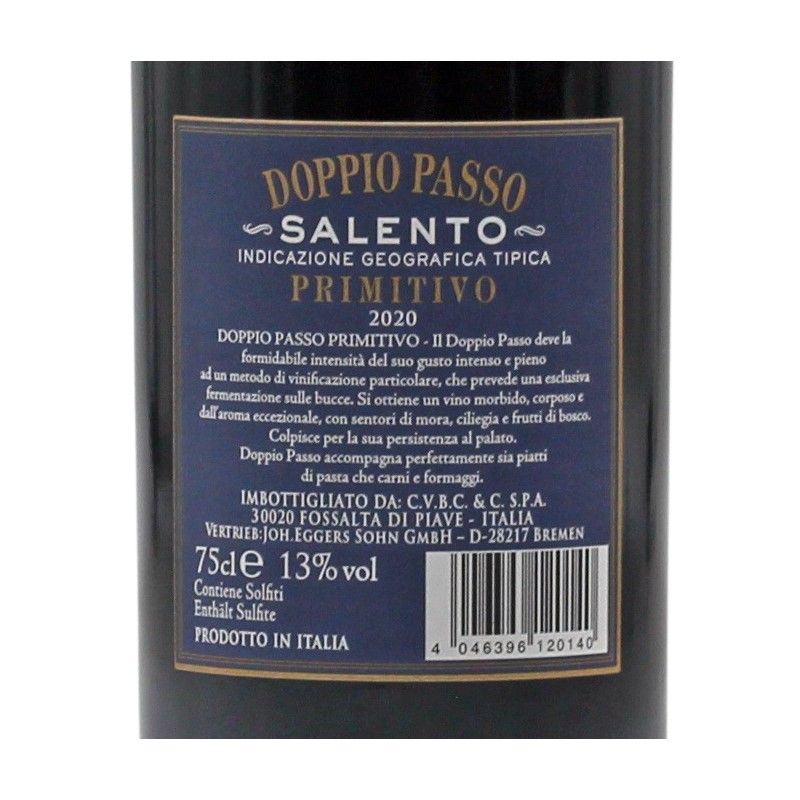 DOPPIO PASSO
SALENTO
INDICAZIONE GEOGRAFICA TIPICA
PRIMITIVO
2020
DOPPIO PASSO PRIMITIVO - Il Doppio Passo deve la
formidabile intensità del suo gusto intenso e pieno
ad un metodo di vinificazione particolare, che prevede una esclusiva
fermentazione sulle bucce. Si ottiene un vino morbido, corposo e
dall'aroma eccezionale, con sentori di mora, ciliegia e frutti di bosco.
Colpisce per la sua persistenza al palato.
Doppio Passo accompagna perfettamente sia piatti
di pasta che carni e formaggi.
IMBOTTIGLIATO DA: C.V.B.C. & C. S.P.A.
30020 FOSSALTA DI PIAVE - ITALIA
VERTRIEB:JOH.EGGERS SOHN GMBH – D-28217 BREMEN
75cl e 13% vol
Contiene Solfiti
Enthält Sulfite
PRODOTTO IN ITALIA
4 046396 120140